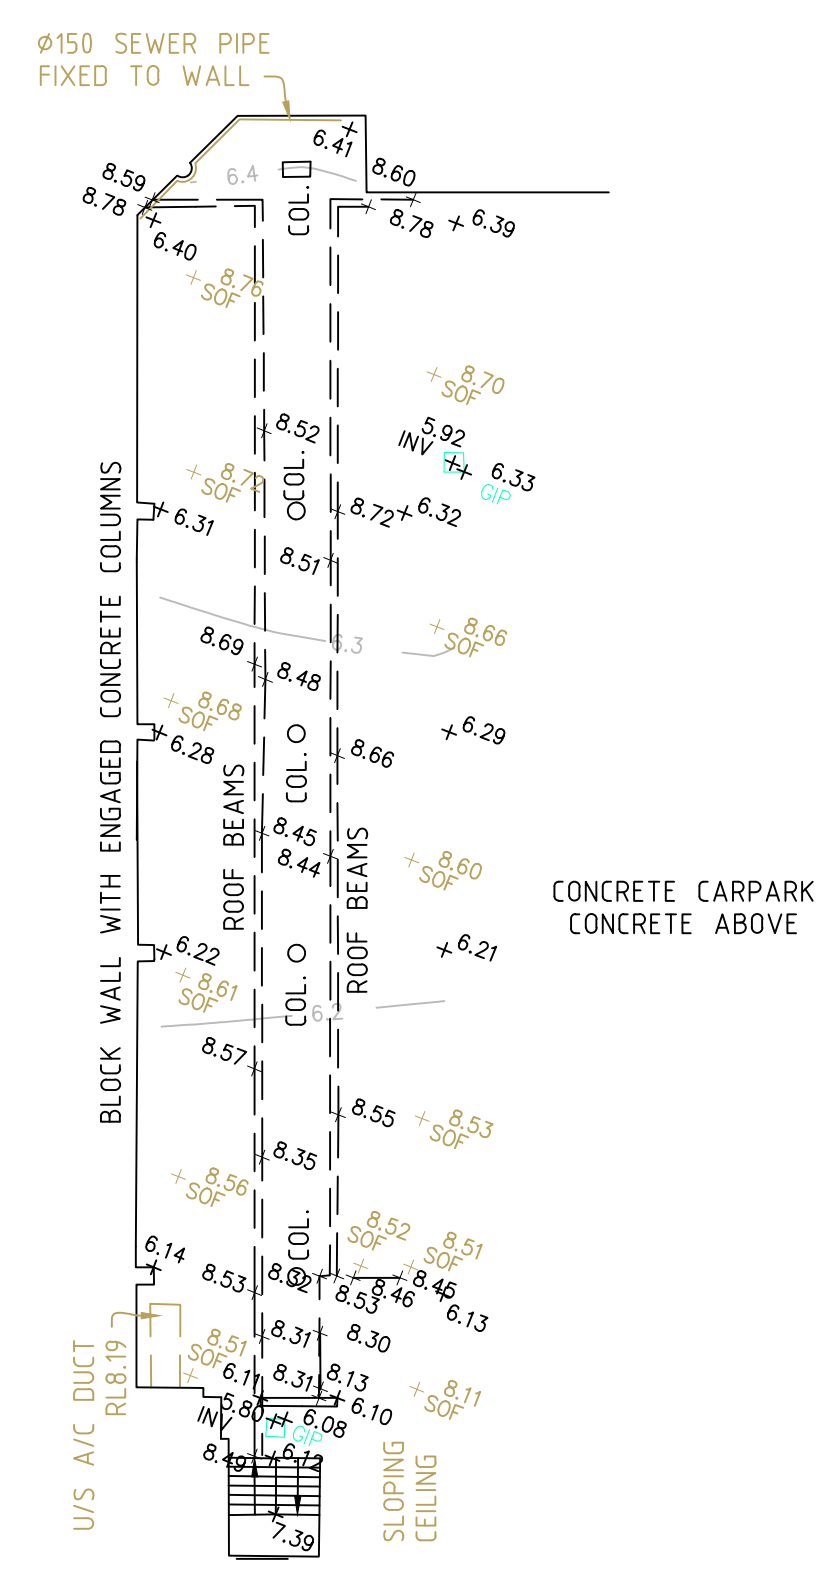 Ø150 SEWER PIPE
FIXED TO WALL
6.41
8.60
8.59
6.4
8.78
COL.
8.78
6.39
6.40
8.76
SOF
8.70
SOF
8.52
5.92
INV
8.72
SOF
COL.
6.33
GIP
6.31
8.72
6.32
8.51
BLOCK WALL WITH ENGAGED CONCRETE COLUMNS
8.69
6.3
8.66
SOF
8.48
8.68
SOF
6.28
6.29
8.66
COL.
ROOF BEAMS
8.45
8.44
ROOF BEAMS
8.60
SOF
CONCRETE CARPARK
CONCRETE ABOVE
6.22
6.21
8.61
SOF
COL.
6.2
8.57
8.55
8.53
SOF
8.35
8.56
SOF
COL.
8.52
SOF
8.51
SOF
6.14
8.53
8.32
8.53
8.46
8.45
6.13
U/S A/C DUCT
RL8.19
8.51
SOF
8.31
8.30
6.11
8.31
8.13
6.10
8.11
SOF
5.80
INV
6.08
GIP
8.49
6.12
SLOPING
CEILING
7.39